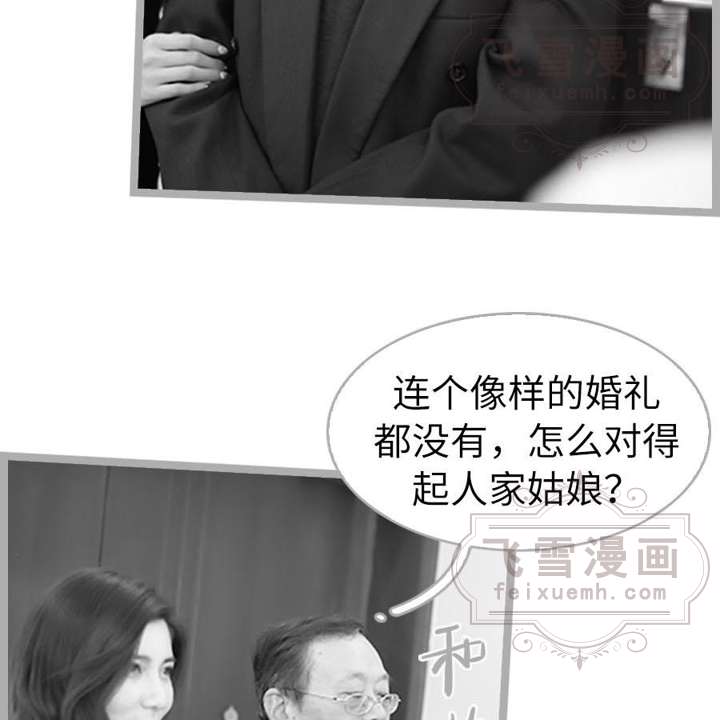 飞雪漫画
feixuemh.com
连个像样的婚礼
都没有，怎么对得
起人家姑娘？
飞雪漫画
feixuemh.com
和